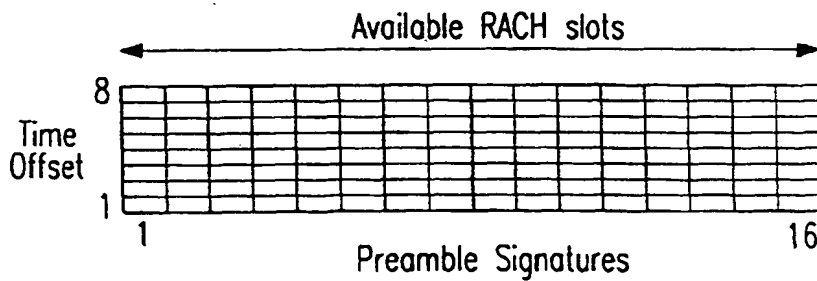 Available RACH slots
8
Time
Offset
1
1
16
Preamble Signatures